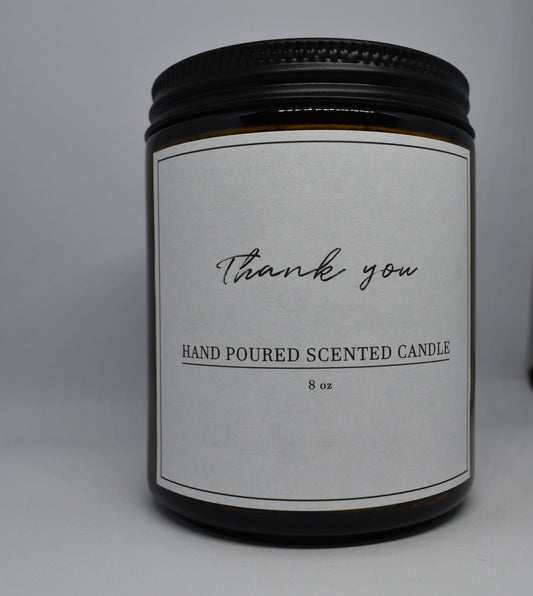 Thank you
HAND POURED SCENTED CANDLE
8 oz